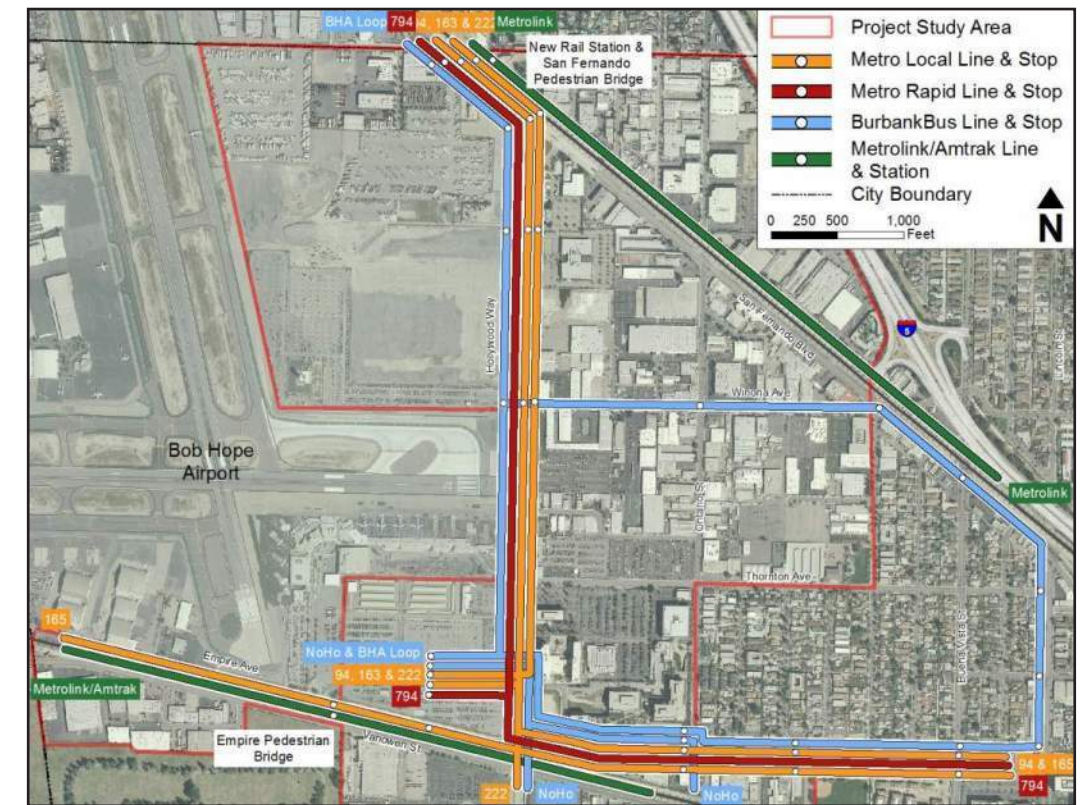 BHA Loop
794
94, 163 & 222
Metrolink
New Rail Station &
San Fernando
Pedestrian Bridge
Project Study Area
Metro Local Line & Stop
Metro Rapid Line & Stop
BurbankBus Line & Stop
Metrolink/Amtrak Line
& Station
City Boundary
0 250 500 1,000
Feet
N
Hollywood Way
San Fernando Blvd
5
Lincoln St
Winona Ave
Bob Hope
Airport
Ontario St
Metrolink
Thornton Ave
165
Empire Ave
NoHo & BHA Loop
94, 163 & 222
794
Buena Vista St
Metrolink/Amtrak
Empire Pedestrian
Bridge
Vanowen St
94 & 165
794
222
NoHo
NoHo